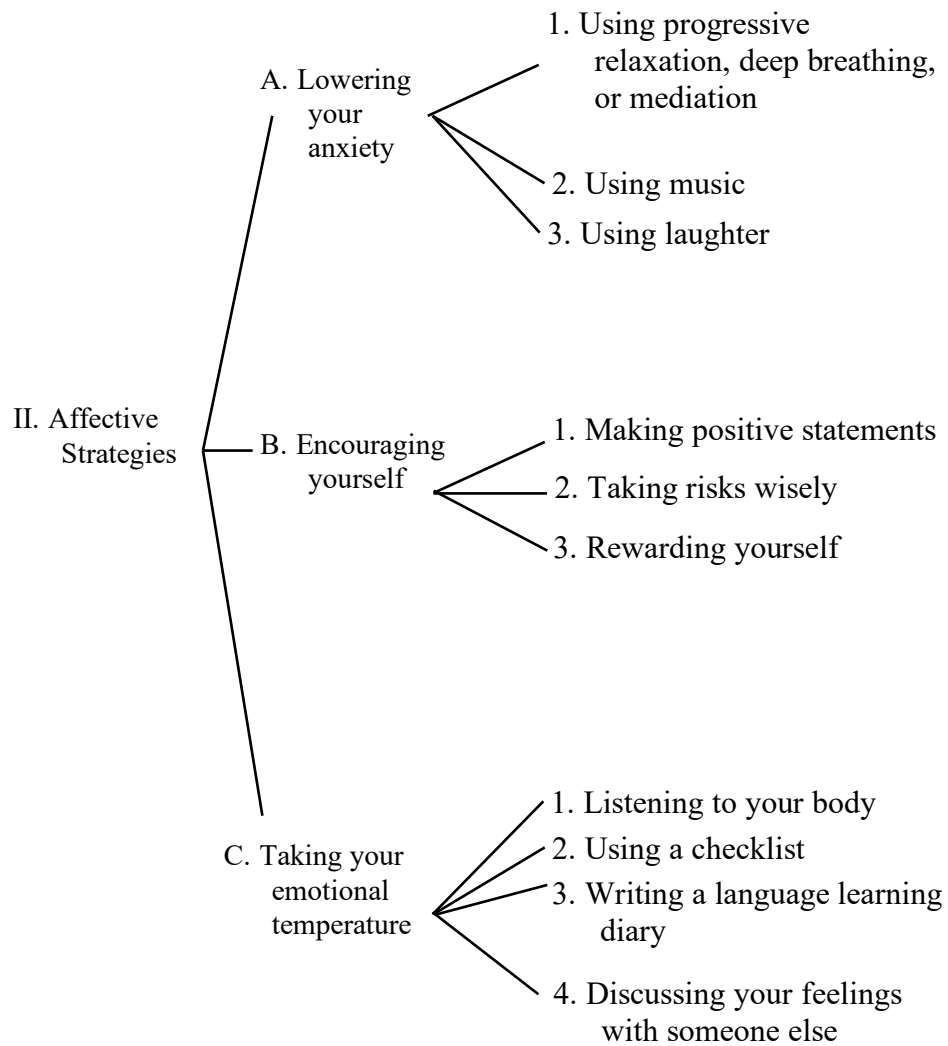 II. Affective
Strategies
A. Lowering
your
anxiety
1. Using progressive
relaxation, deep breathing,
or mediation
2. Using music
3. Using laughter
B. Encouraging
yourself
1. Making positive statements
2. Taking risks wisely
3. Rewarding yourself
C. Taking your
emotional
temperature
1. Listening to your body
2. Using a checklist
3. Writing a language learning
diary
4. Discussing your feelings
with someone else